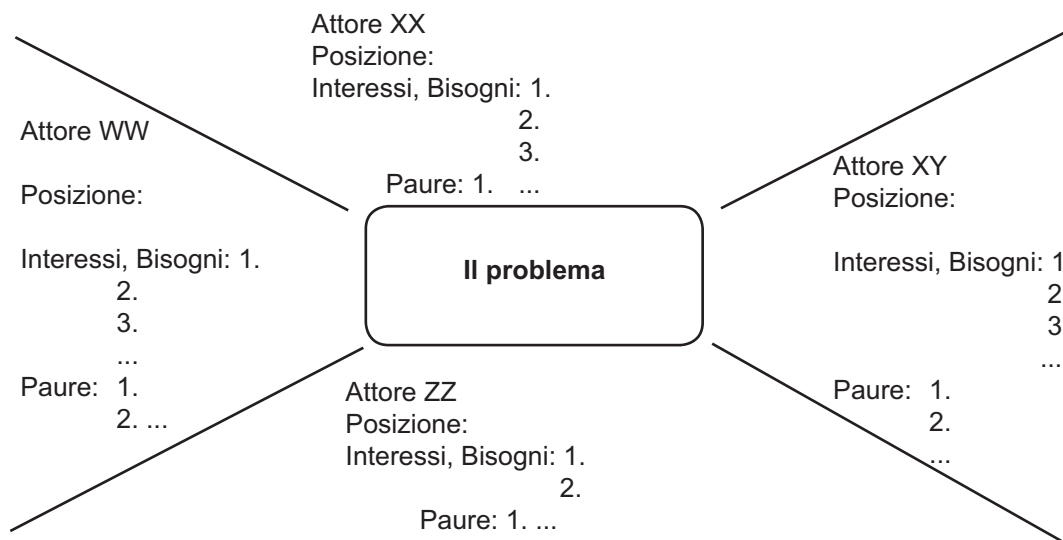 Attore XX
Posizione:
Interessi, Bisogni: 1.
2.
3.
Paure: 1. ...
Attore WW
Posizione:
Interessi, Bisogni: 1.
2.
3.
...
Paure: 1.
2. ...
Il problema
Attore XY
Posizione:
Interessi, Bisogni: 1
2
3
...
Paure: 1.
2.
...
Attore ZZ
Posizione:
Interessi, Bisogni: 1.
2.
Paure: 1. ...